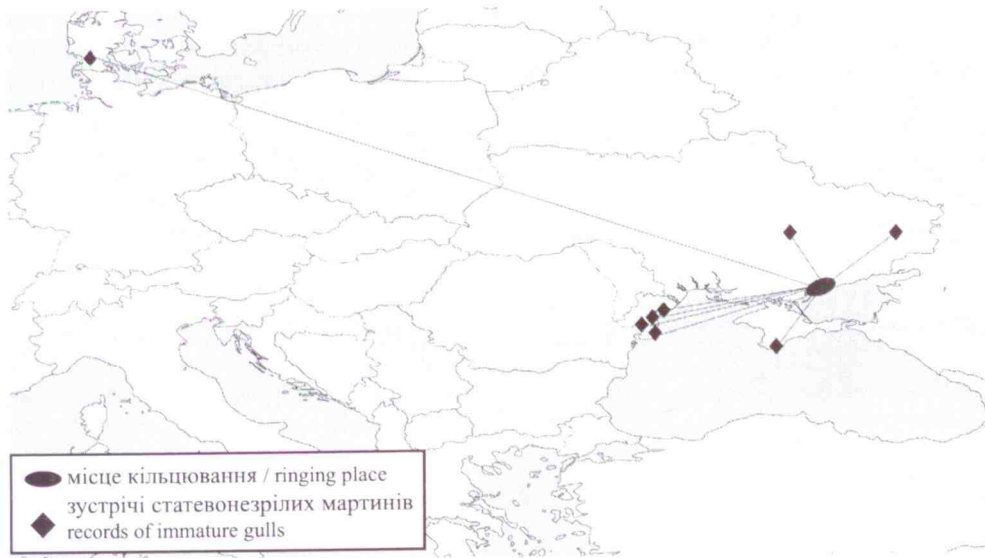 місце кільцювання / ringing place
зустрічі статевонезрілих мартинів
records of immature gulls